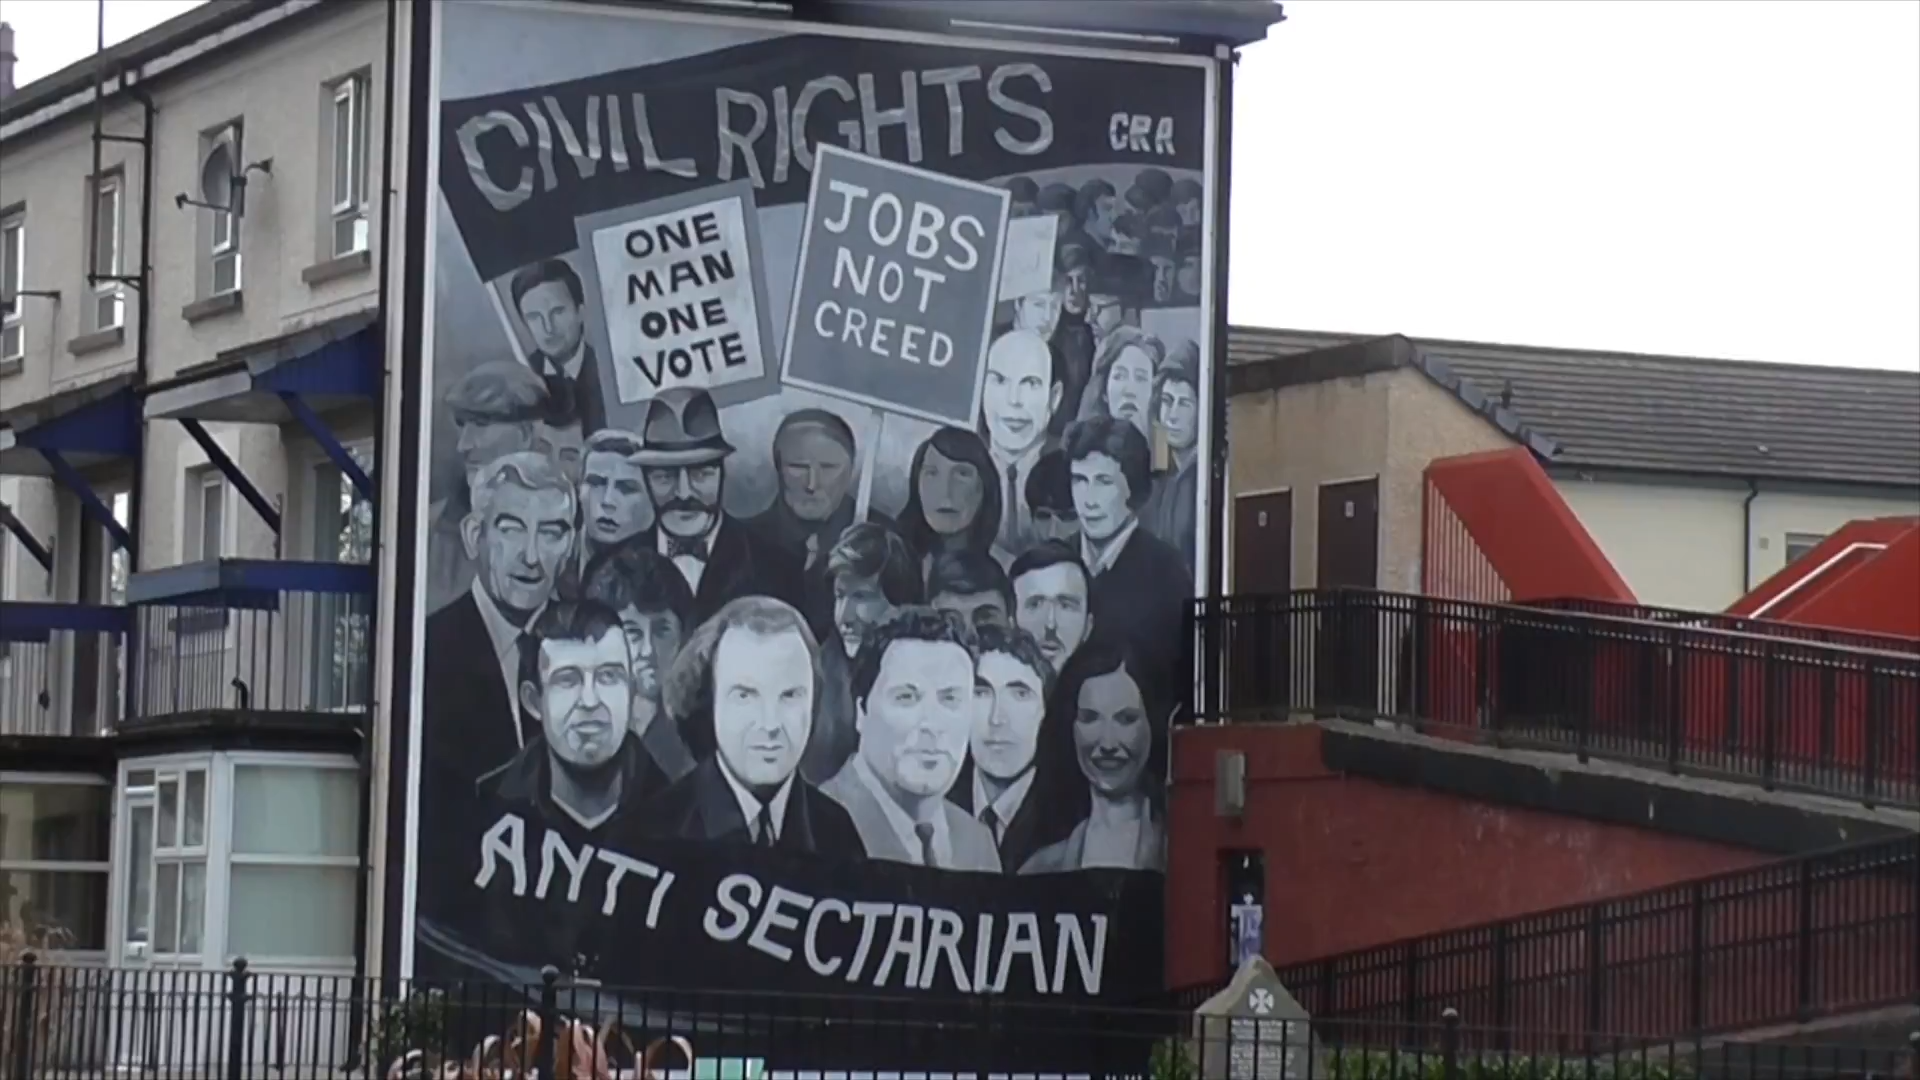 CIVIL RIGHTS CRA
ONE
MAN
ONE
VOTE
JOBS
NOT
CREED
ANTI SECTARIAN